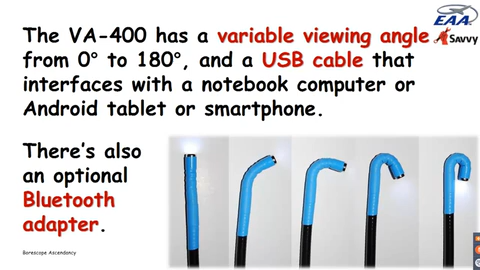 The VA-400 has a variable viewing angle
from 0° to 180°, and a USB cable that
interfaces with a notebook computer or
Android tablet or smartphone.
There's also
an optional
Bluetooth
adapter.
Borescope Ascendancy
EAA
Savvy